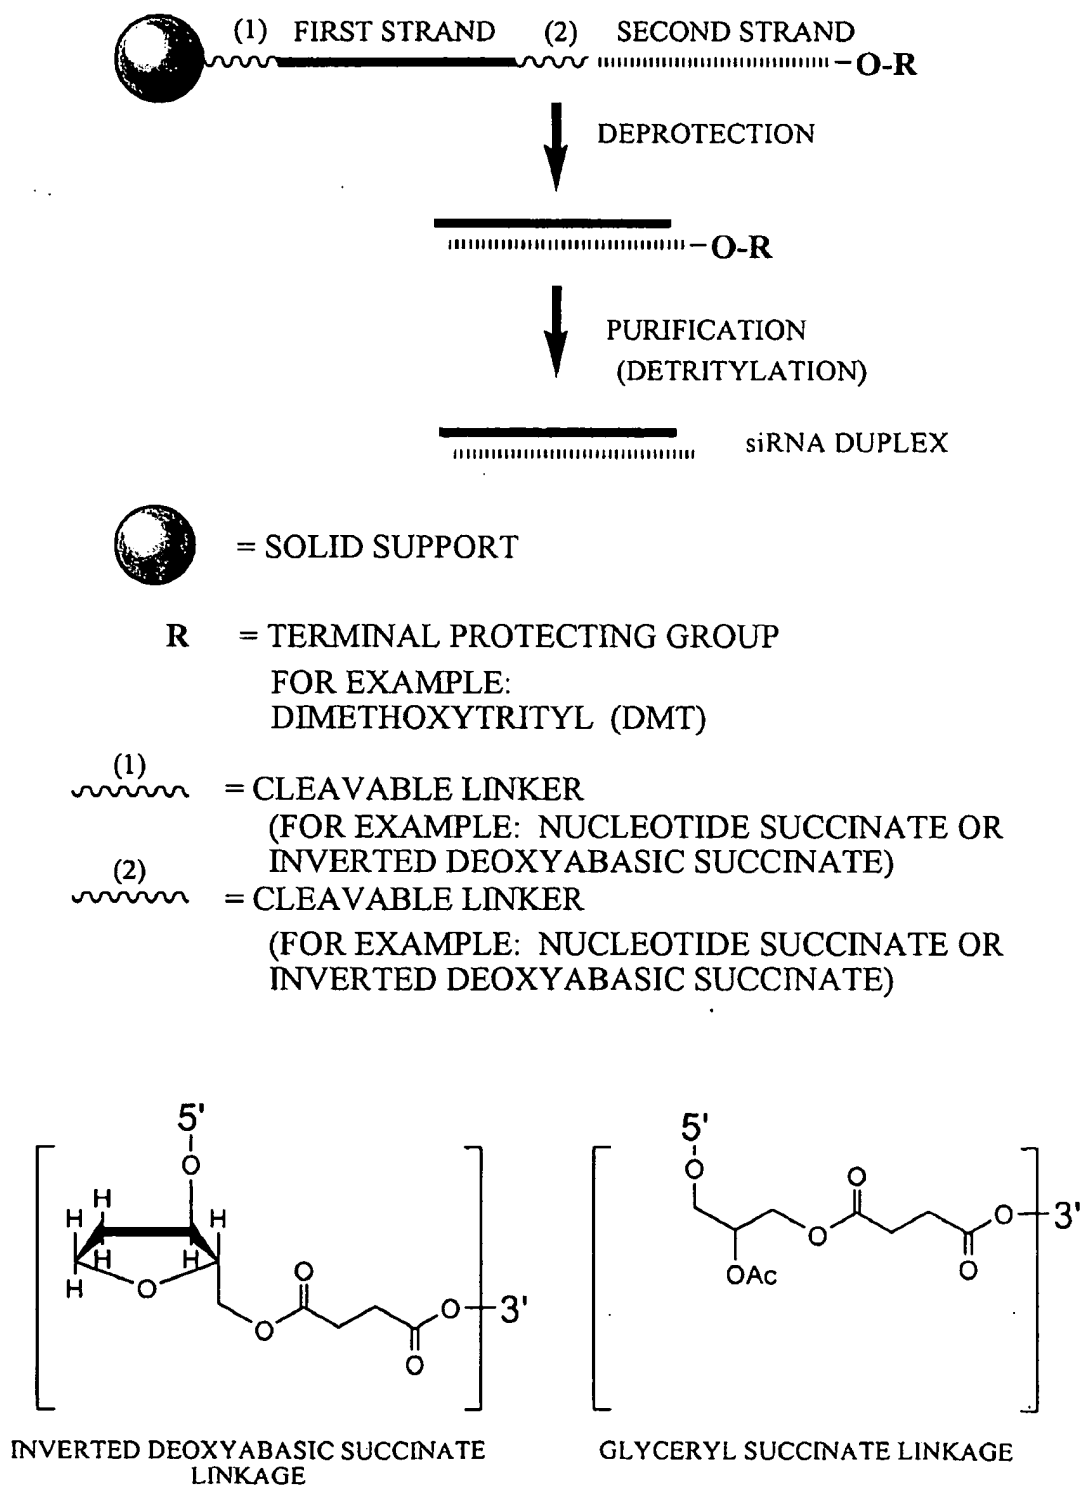 (1) FIRST STRAND (2) SECOND STRAND
O-R
DEPROTECTION
O-R
PURIFICATION
(DETRITYLATION)
siRNA DUPLEX
= SOLID SUPPORT
R = TERMINAL PROTECTING GROUP
FOR EXAMPLE:
DIMETHOXYTRITYL (DMT)
(1)
= CLEAVABLE LINKER
(FOR EXAMPLE: NUCLEOTIDE SUCCINATE OR
INVERTED DEOXYABASIC SUCCINATE)
(2)
= CLEAVABLE LINKER
(FOR EXAMPLE: NUCLEOTIDE SUCCINATE OR
INVERTED DEOXYABASIC SUCCINATE)
5'
O
H
H H
H H
H
O
O
O
O
O
3'
INVERTED DEOXYABASIC SUCCINATE
LINKAGE
5'
O
O
O
OAc
O
O
3'
GLYCERYL SUCCINATE LINKAGE